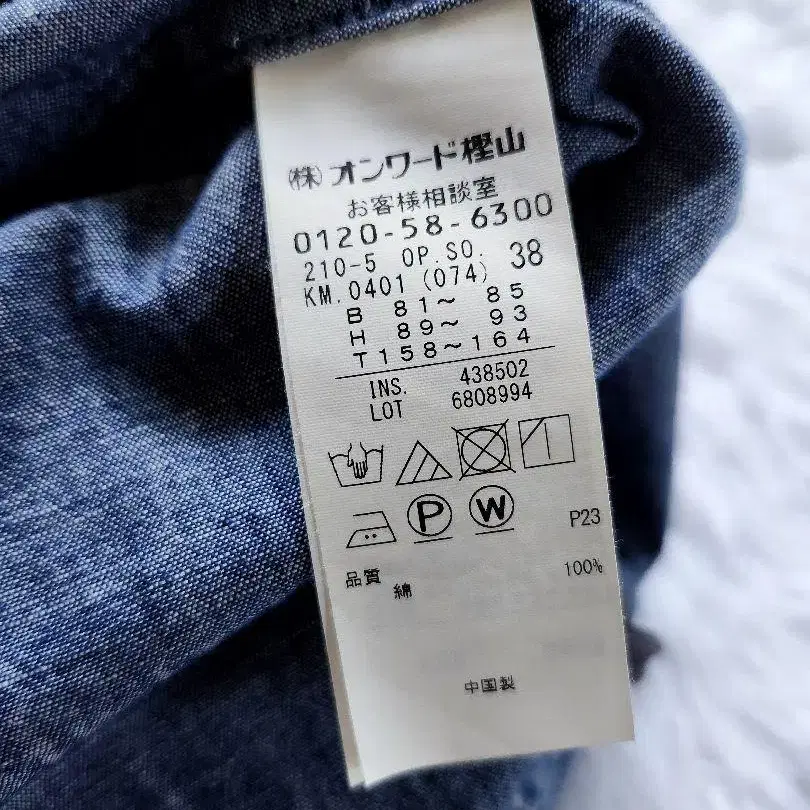 ㈱オンワード樫山
お客様相談室
0120-58-6300
210-5 OP.SO. 38
KM.0401 (074)
B 81〜 85
H 89〜 93
T 158〜164
INS. 438502
LOT 6808994
P W P23
品質
綿 100%
中国製